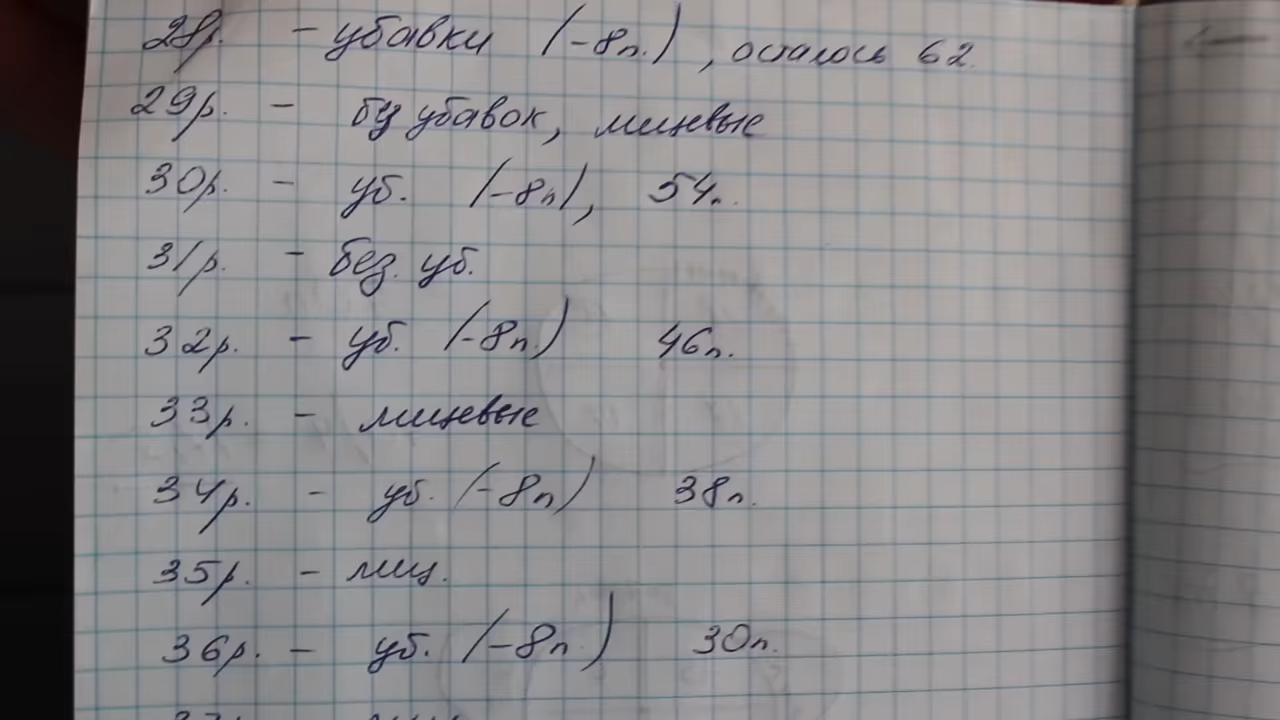 28р. - убавки (-8п.), осталось 62
29р. - без убавок, лицевые
30р. - уб. (-8п), 54п.
31р. - без. уб.
32р. - уб. (-8п.) 46п.
33р. - лицевые
34р. - уб. (-8п) 38п.
35р. - лиц.
36р. - уб. (-8п) 30п.